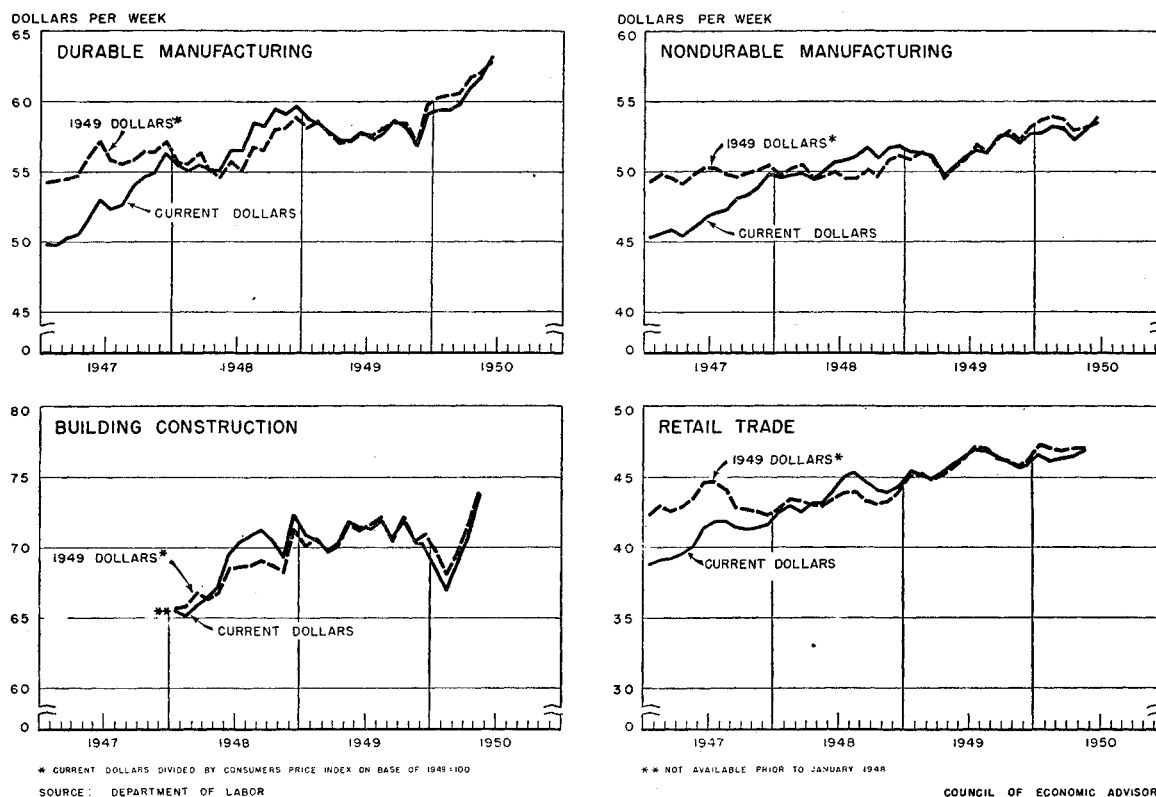 DOLLARS PER WEEK
65
DURABLE MANUFACTURING
60
1949 DOLLARS*
55
CURRENT DOLLARS
50
45
0
1947 1948 1949 1950
DOLLARS PER WEEK
60
NONDURABLE MANUFACTURING
55
1949 DOLLARS*
50
45
CURRENT DOLLARS
40
0
1947 1948 1949 1950
80
BUILDING CONSTRUCTION
75
70
1949 DOLLARS*
**
65
CURRENT DOLLARS
60
0
1947 1948 1949 1950
50
RETAIL TRADE
1949 DOLLARS*
45
40
CURRENT DOLLARS
35
30
0
1947 1948 1949 1950
* CURRENT DOLLARS DIVIDED BY CONSUMERS PRICE INDEX ON BASE OF 1949=100
** NOT AVAILABLE PRIOR TO JANUARY 1948
SOURCE: DEPARTMENT OF LABOR
COUNCIL OF ECONOMIC ADVISOR